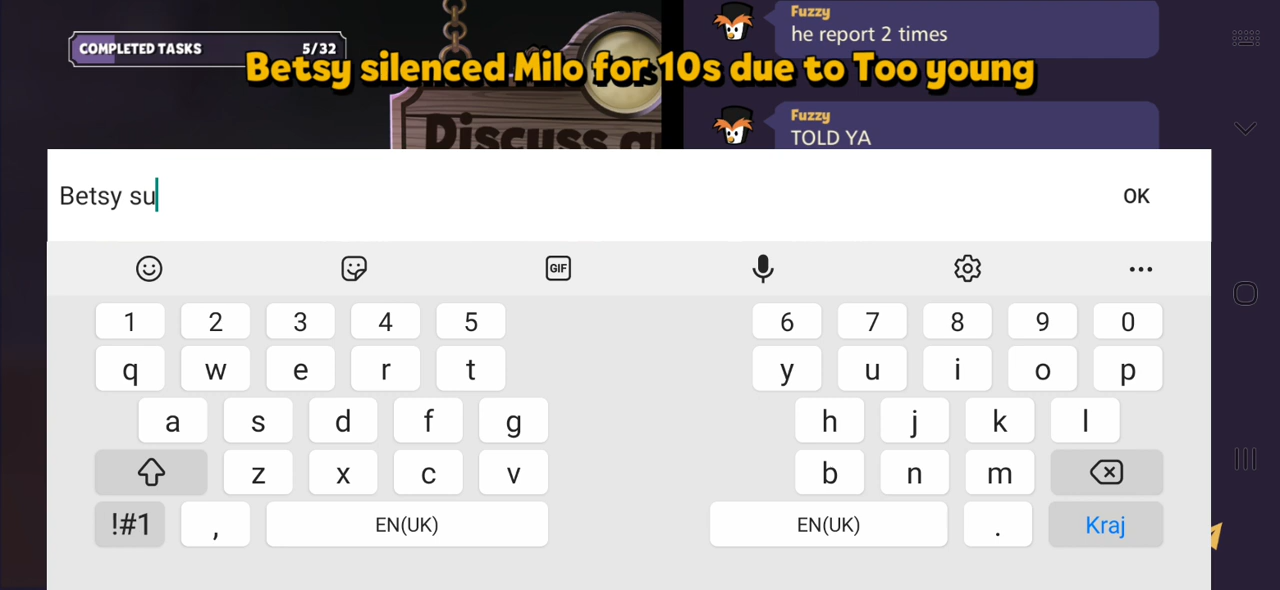 COMPLETED TASKS 5/32
Fuzzy
he report 2 times
Betsy silenced Milo for 10s due to Too young
Fuzzy
TOLD YA
Discuss a
Betsy su
OK
GIF
1 2 3 4 5 6 7 8 9 0
q w e r t y u i o p
a s d f g h j k l
z x c v b n m
!#1 , EN(UK) EN(UK) . Kraj